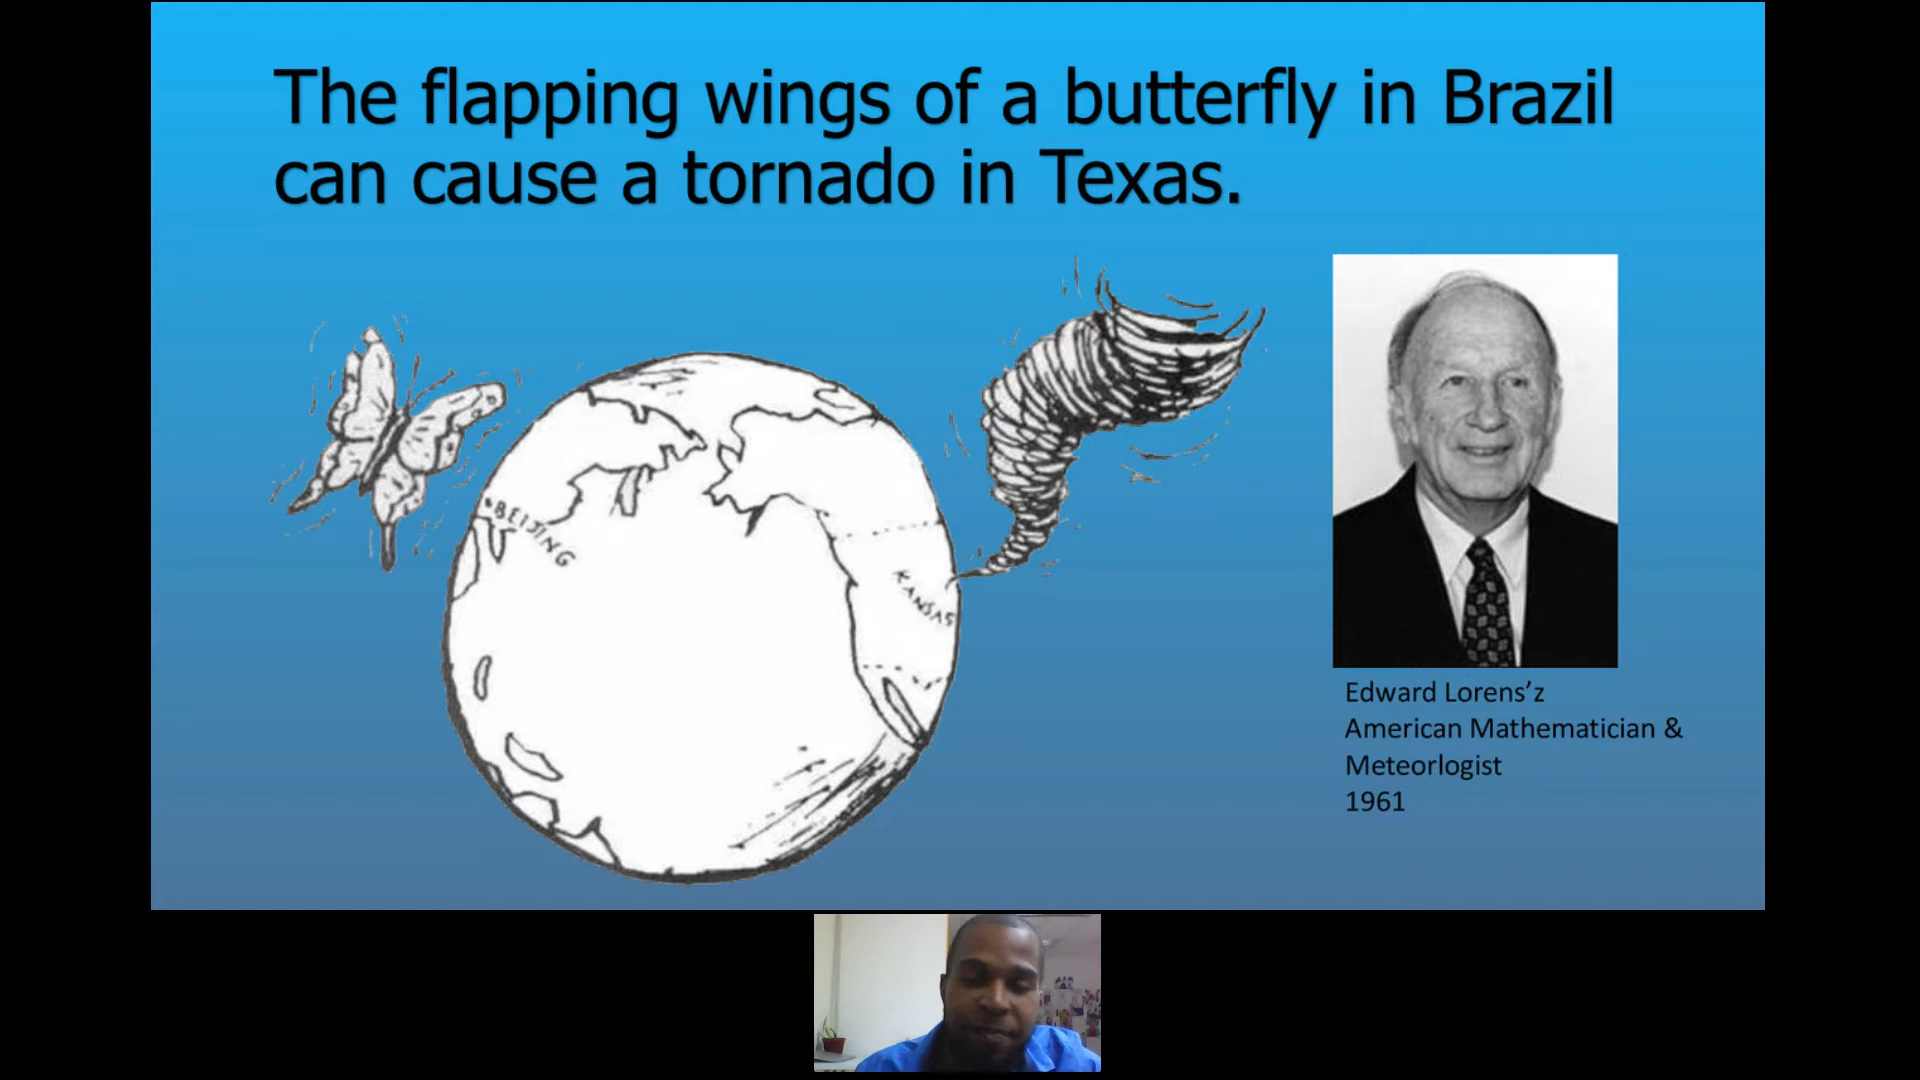 The flapping wings of a butterfly in Brazil
can cause a tornado in Texas.
BEIJING
KANSAS
Edward Lorens’z
American Mathematician &
Meteorlogist
1961